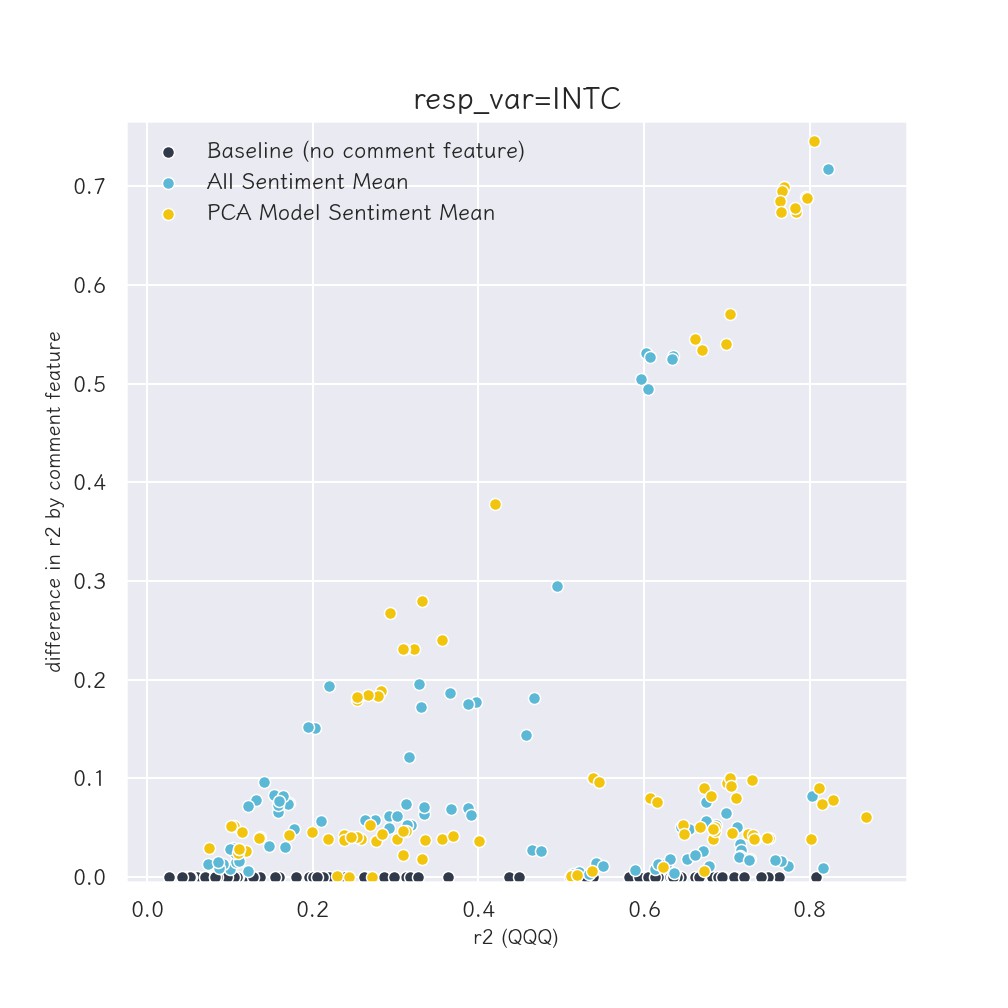 resp_var=INTC
Baseline (no comment feature)
All Sentiment Mean
PCA Model Sentiment Mean
difference in r2 by comment feature
0.7
0.6
0.5
0.4
0.3
0.2
0.1
0.0
0.0 0.2 0.4 0.6 0.8
r2 (QQQ)